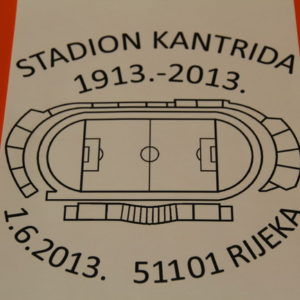 STADION KANTRIDA
1913.-2013.
1.6.2013. 51101 RIJEKA